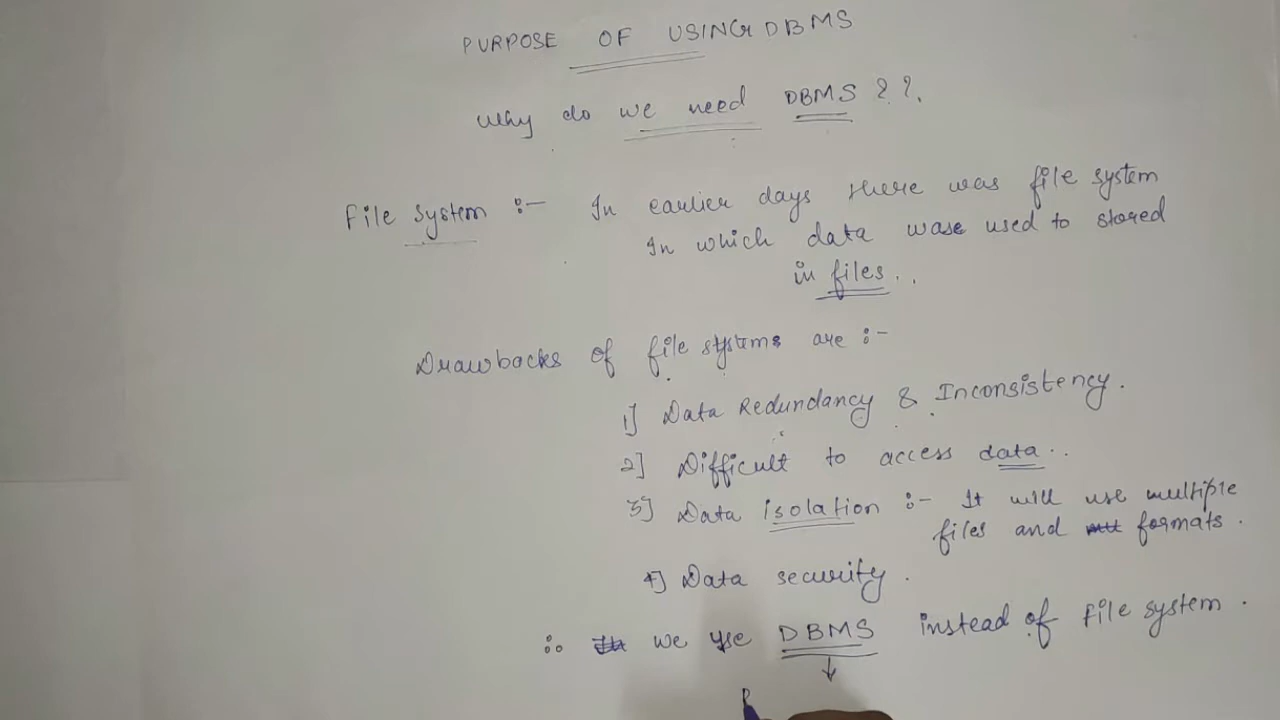 PURPOSE OF USING DBMS
Why do we need DBMS ??.
File System :- In earlier days there was file system
In which data was used to stored
in files..
Drawbacks of file systems are :-
1] Data Redundancy & Inconsistency.
2] Difficult to access data..
3] Data isolation :- It will use multiple
files and formats.
4] Data security.
∴ we use DBMS instead of file system.
↓